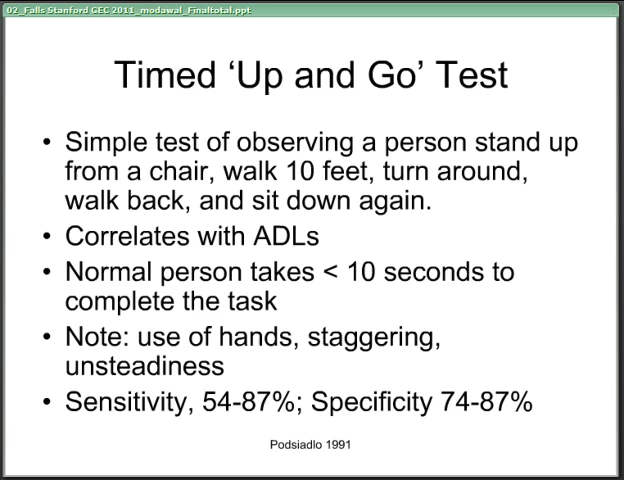 02_Falls Stanford GEC 2011_modawal_Finaltotal.ppt
Timed ‘Up and Go’ Test
• Simple test of observing a person stand up
from a chair, walk 10 feet, turn around,
walk back, and sit down again.
• Correlates with ADLs
• Normal person takes < 10 seconds to
complete the task
• Note: use of hands, staggering,
unsteadiness
• Sensitivity, 54-87%; Specificity 74-87%
Podsiadlo 1991